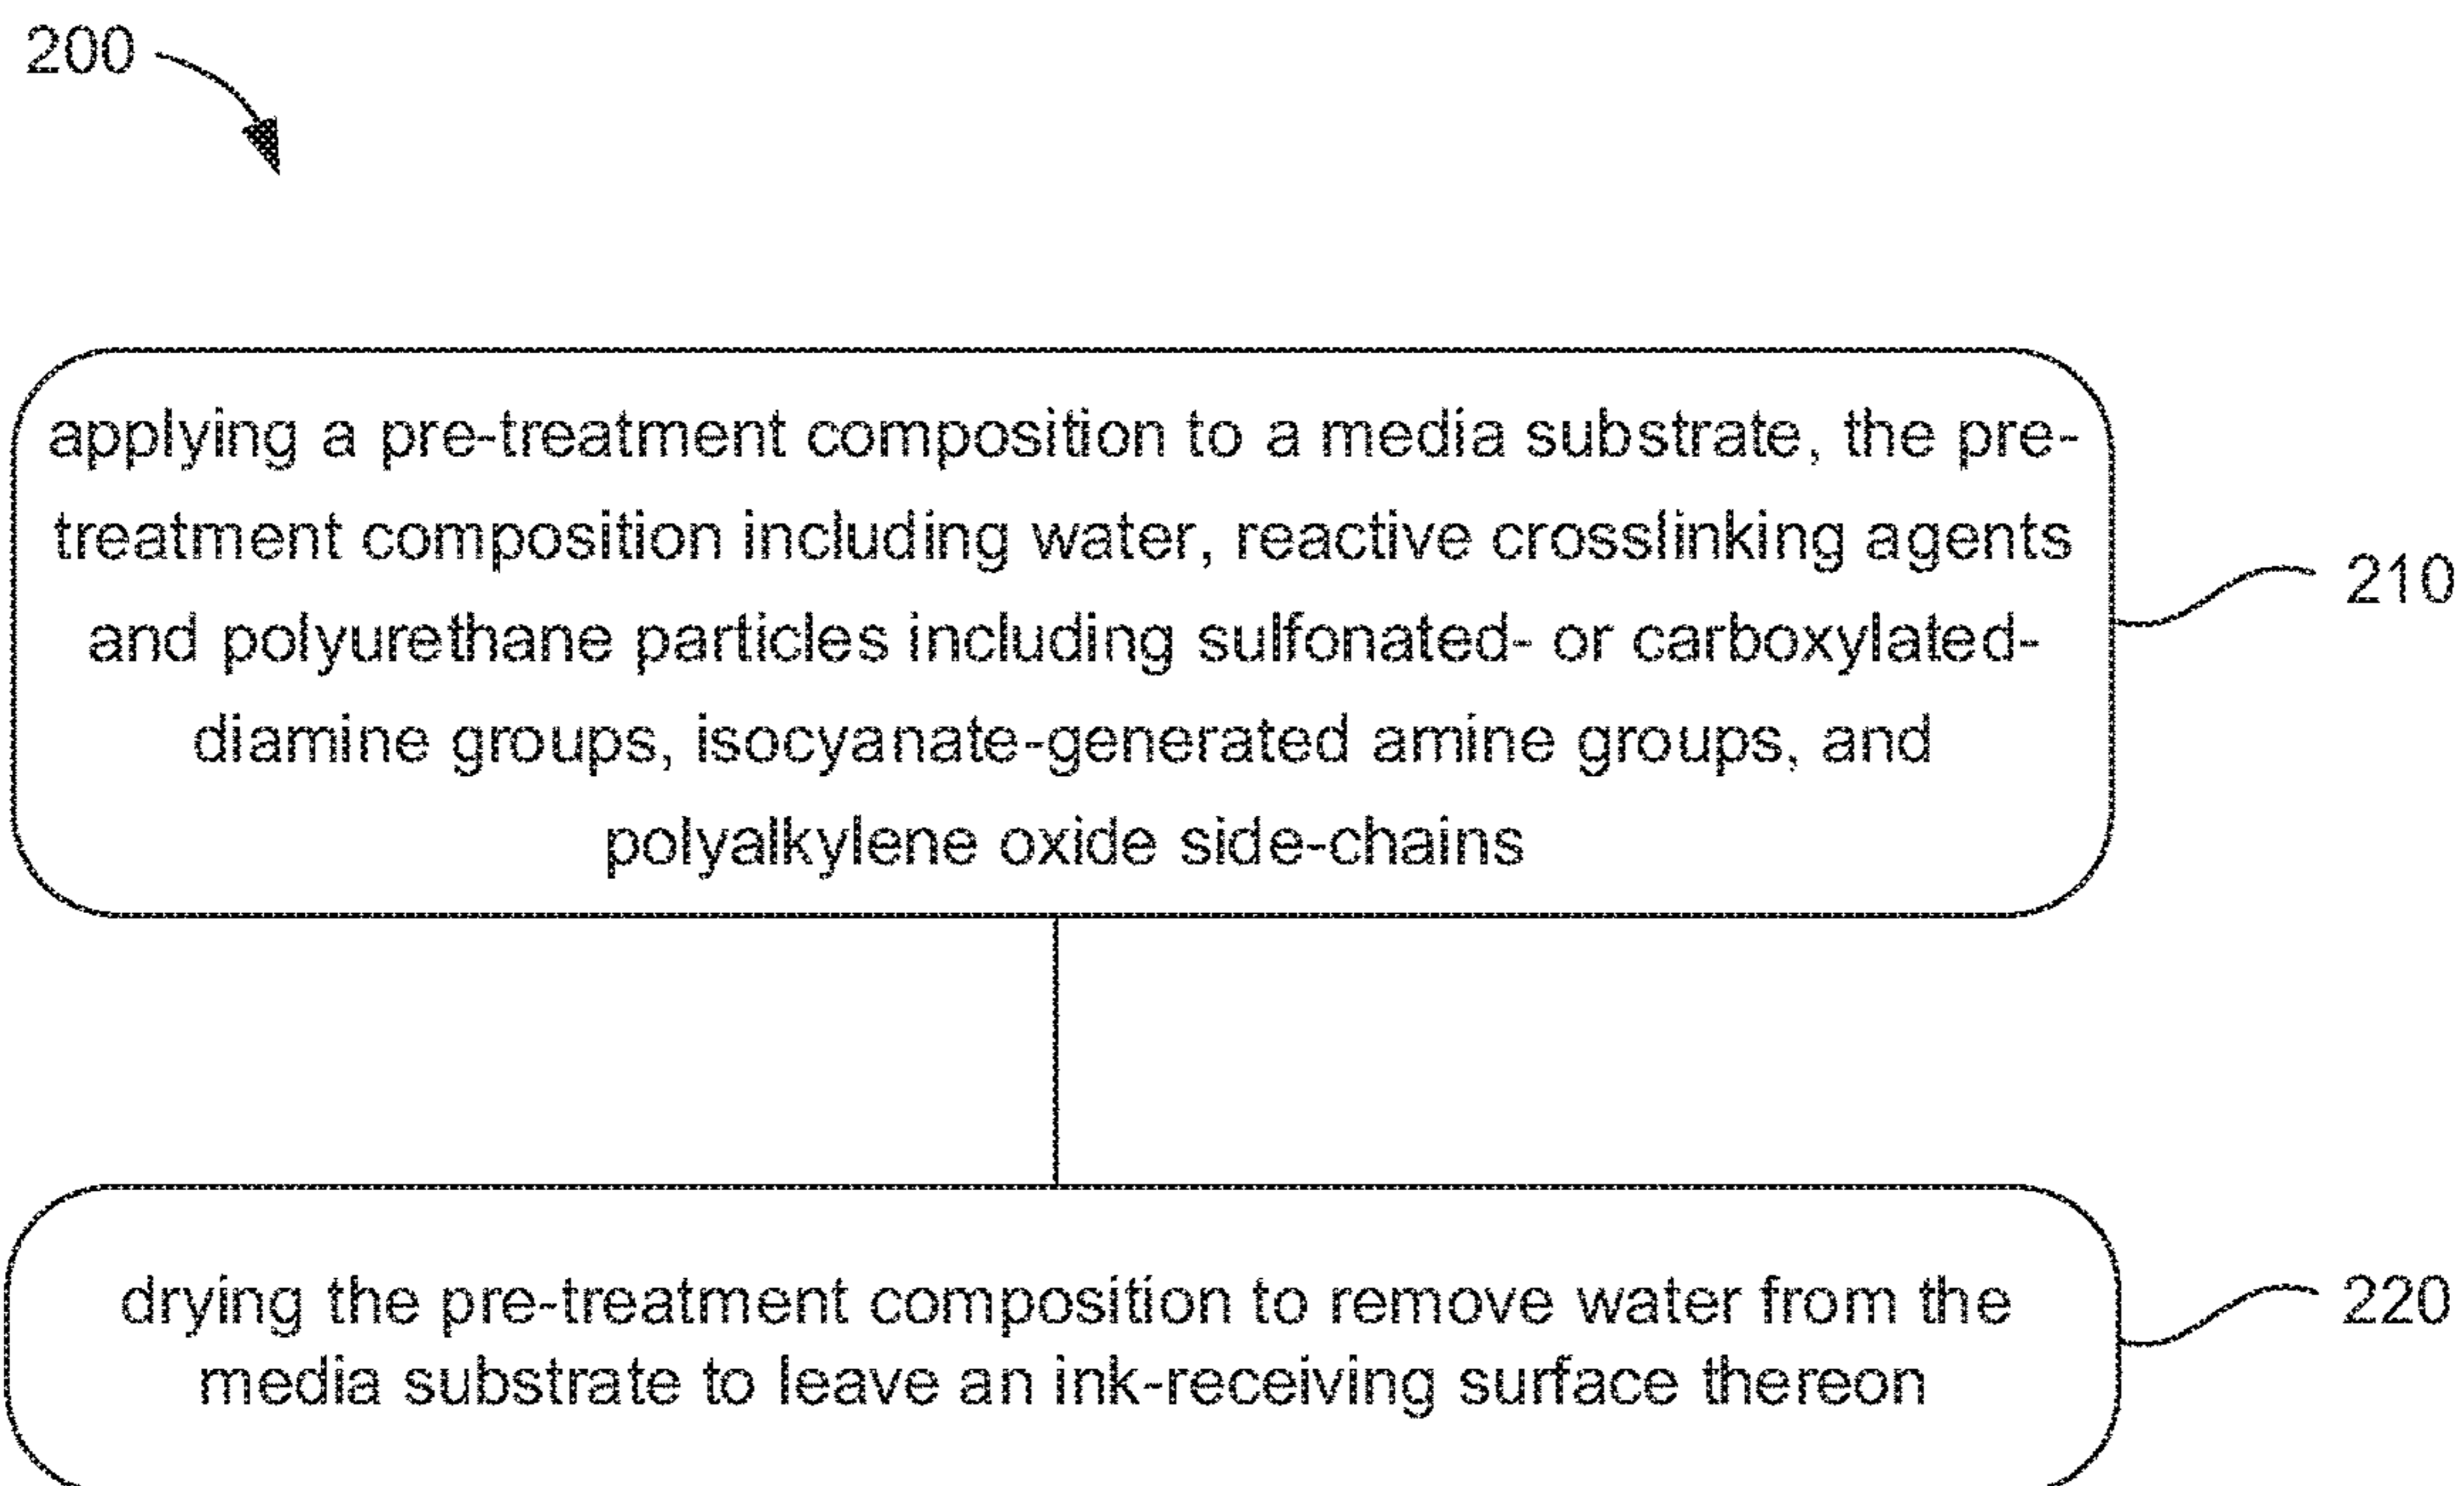 200
applying a pre-treatment composition to a media substrate, the pre-
treatment composition including water, reactive crosslinking agents
and polyurethane particles including sulfonated- or carboxylated-
diamine groups, isocyanate-generated amine groups, and
polyalkylene oxide side-chains
210
drying the pre-treatment composition to remove water from the
media substrate to leave an ink-receiving surface thereon
220